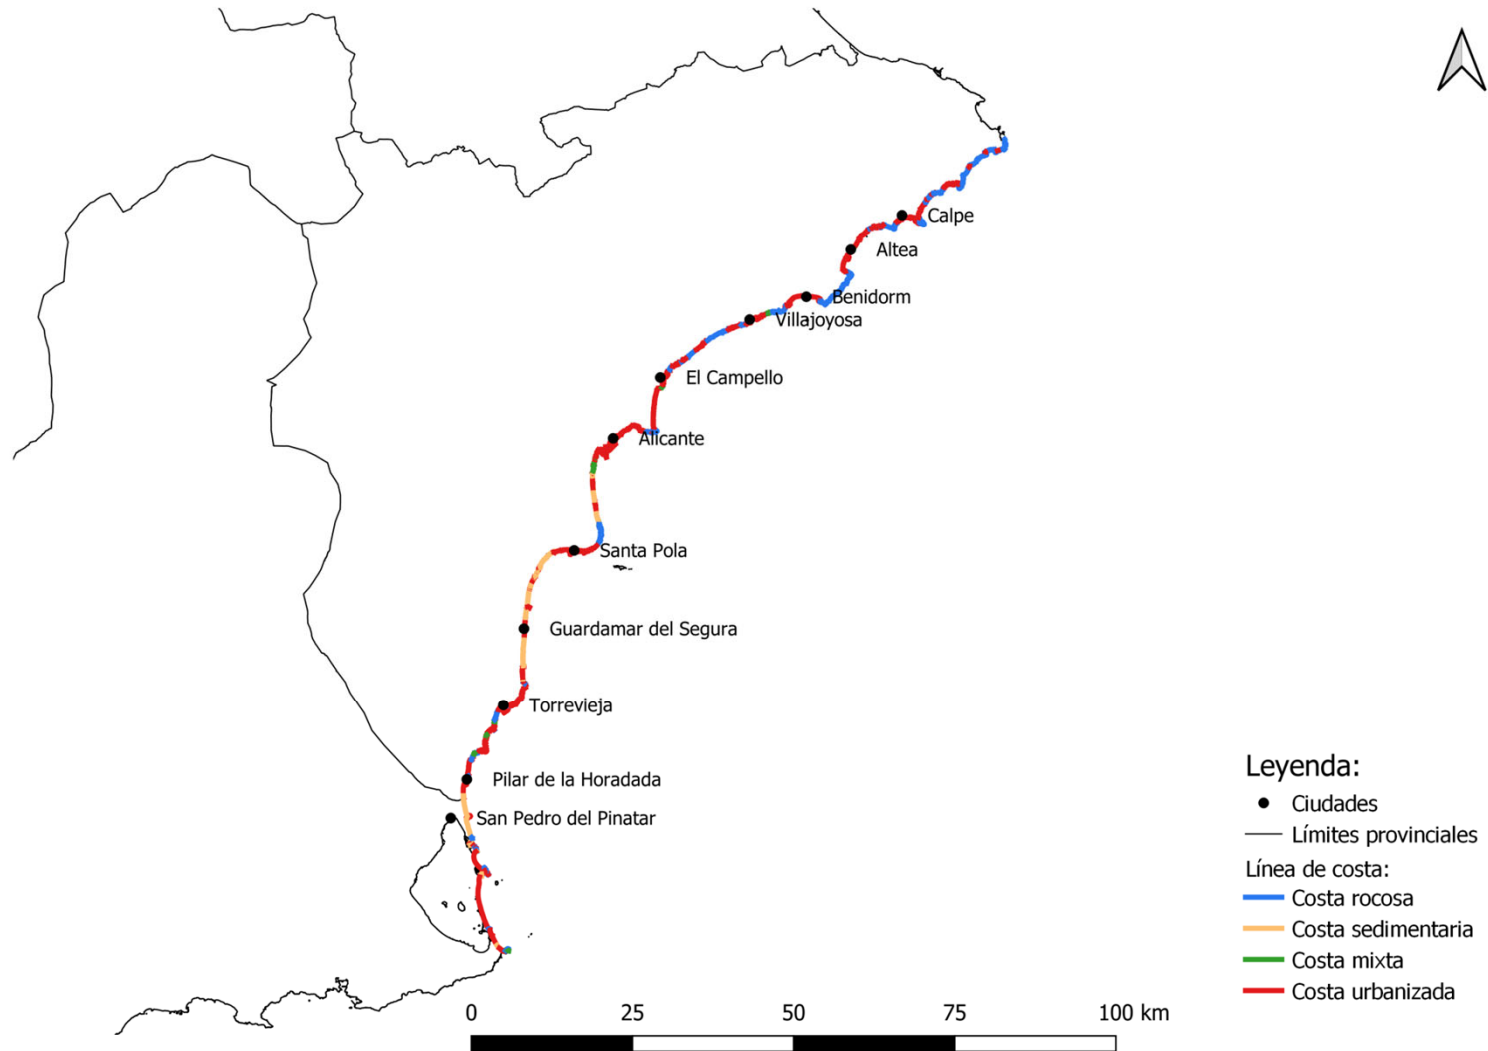 Calpe
Altea
Benidorm
Villajoyosa
El Campello
Alicante
Santa Pola
Guardamar del Segura
Torrevieja
Pilar de la Horadada
San Pedro del Pinatar
Leyenda:
Ciudades
Límites provinciales
Línea de costa:
Costa rocosa
Costa sedimentaria
Costa mixta
Costa urbanizada
0 25 50 75 100 km